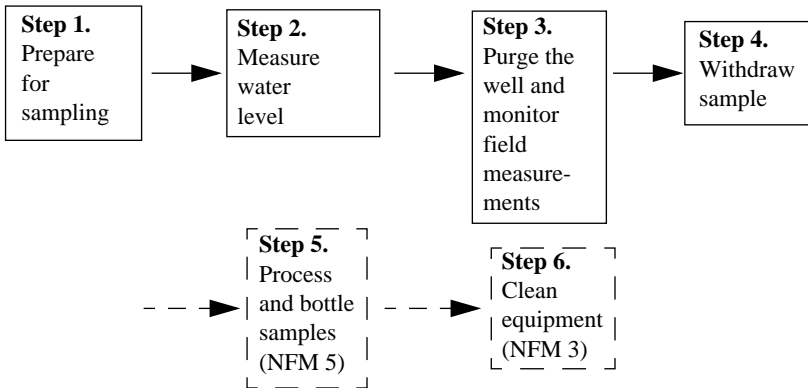 Step 1.
Prepare
for
sampling
Step 2.
Measure
water
level
Step 3.
Purge the
well and
monitor
field
measure-
ments
Step 4.
Withdraw
sample
Step 5.
Process
and bottle
samples
(NFM 5)
Step 6.
Clean
equipment
(NFM 3)